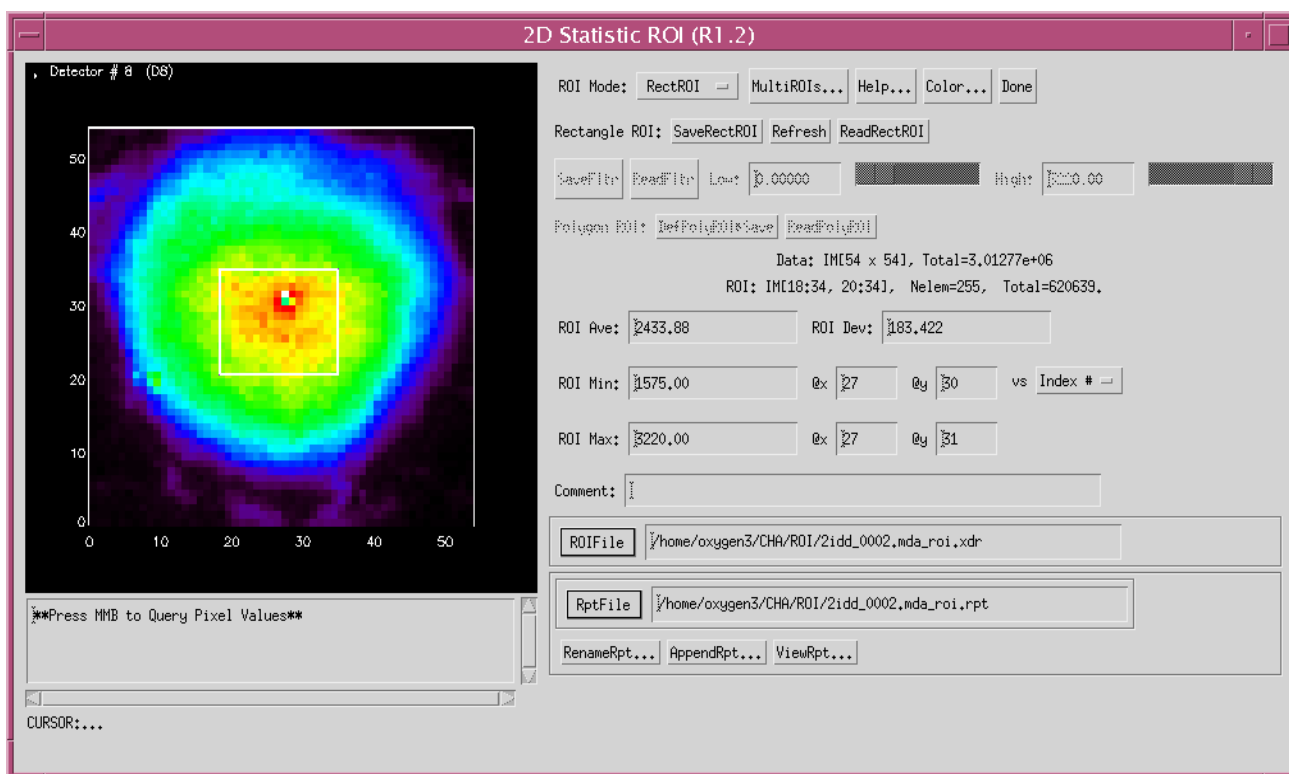 2D Statistic ROI (R1.2)
, Detector # 8 (D8)
50
40
30
20
10
0
0 10 20 30 40 50
**Press MMB to Query Pixel Values**
CURSOR:...
ROI Mode: RectROI MultiROIs... Help... Color... Done
Rectangle ROI: SaveRectROI Refresh ReadRectROI
SaveFltr ReadFltr Low: 0.00000 High: 3220.00
Polygon ROI: DefPolyROI&Save ReadPolyROI
Data: IM[54 x 54], Total=3.01277e+06
ROI: IM[18:34, 20:34], Nelem=255, Total=620639.
ROI Ave: 2433.88 ROI Dev: 183.422
ROI Min: 1575.00 @x 27 @y 30 vs Index #
ROI Max: 3220.00 @x 27 @y 31
Comment:
ROIFile /home/oxygen3/CHA/ROI/2idd_0002.mda_roi.xdr
RptFile /home/oxygen3/CHA/ROI/2idd_0002.mda_roi.rpt
RenameRpt... AppendRpt... ViewRpt...